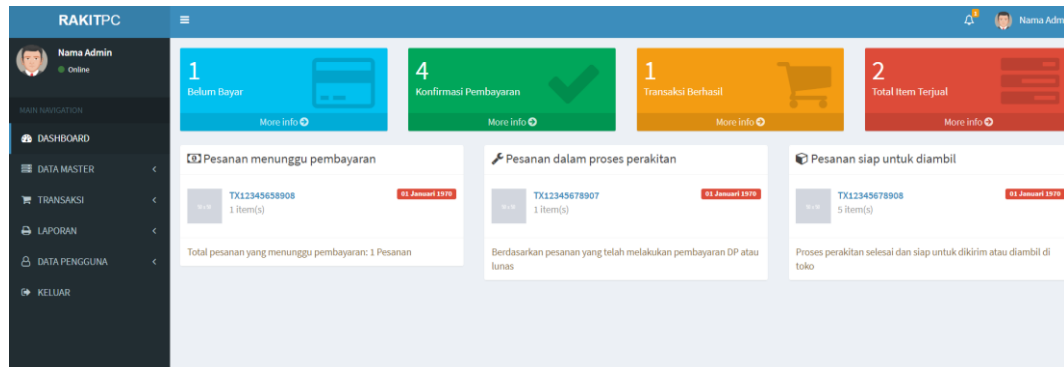 RAKITPC
Nama Adm
Nama Admin
Online
MAIN NAVIGATION
DASHBOARD
DATA MASTER
TRANSAKSI
LAPORAN
DATA PENGGUNA
KELUAR
1
Belum Bayar
More info
4
Konfirmasi Pembayaran
More info
1
Transaksi Berhasil
More info
2
Total Item Terjual
More info
Pesanan menunggu pembayaran
TX12345658908
01 Januari 1970
1 item(s)
Total pesanan yang menunggu pembayaran: 1 Pesanan
Pesanan dalam proses perakitan
TX12345678907
01 Januari 1970
1 item(s)
Berdasarkan pesanan yang telah melakukan pembayaran DP atau
lunas
Pesanan siap untuk diambil
TX12345678908
01 Januari 1970
5 item(s)
Proses perakitan selesai dan siap untuk dikirim atau diambil di
toko